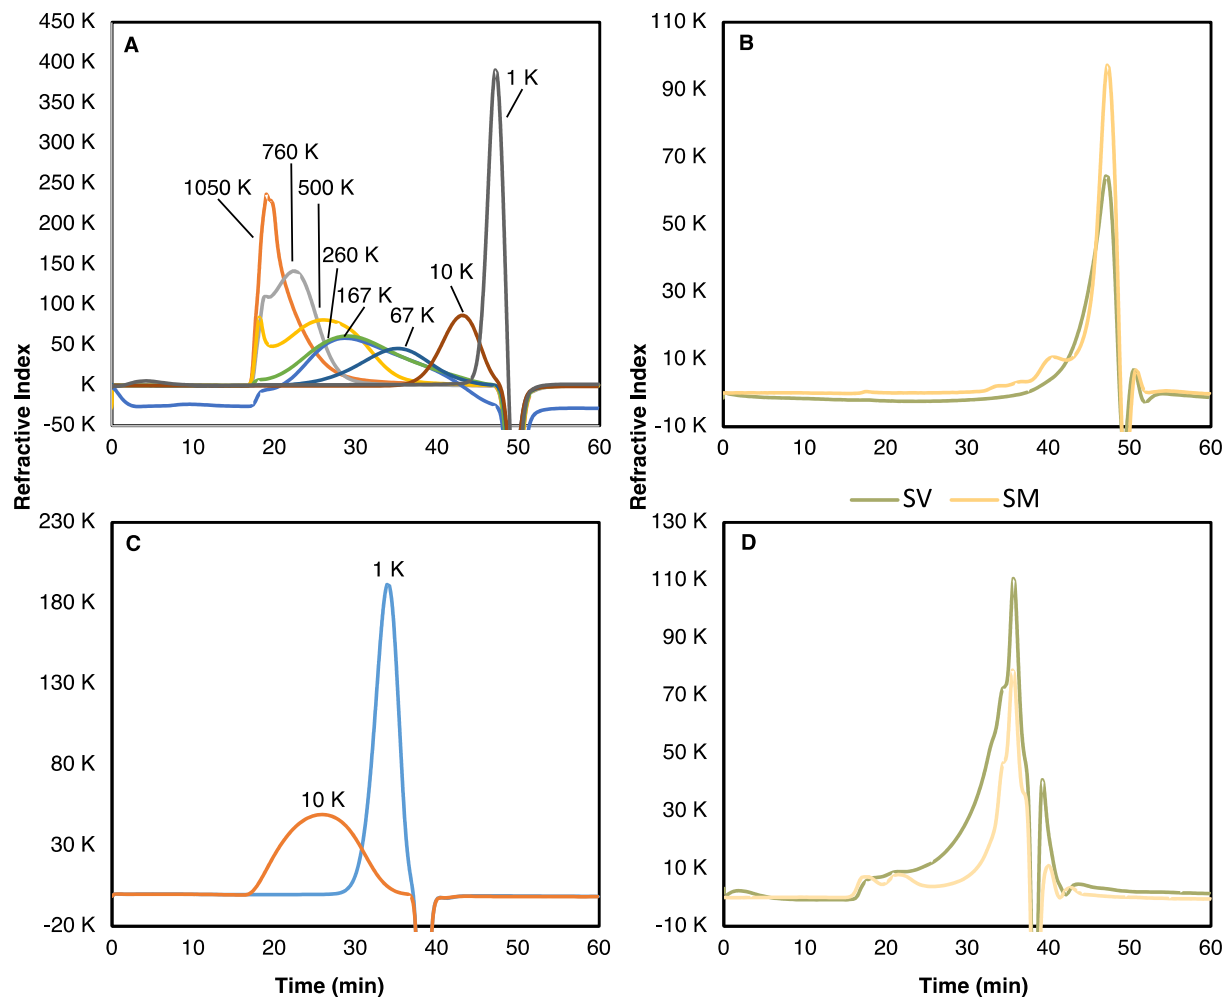 A
450 K
400 K
350 K
300 K
250 K
200 K
150 K
100 K
50 K
K
-50 K
0
10
20
30
40
50
60
1 K
760 K
1050 K
500 K
260 K
167 K
67 K
10 K
Refractive Index
B
110 K
90 K
70 K
50 K
30 K
10 K
-10 K
0
10
20
30
40
50
60
Refractive Index
SV
SM
C
230 K
180 K
130 K
80 K
30 K
-20 K
0
10
20
30
40
50
60
1 K
10 K
Time (min)
D
130 K
110 K
90 K
70 K
50 K
30 K
10 K
-10 K
0
10
20
30
40
50
60
Time (min)